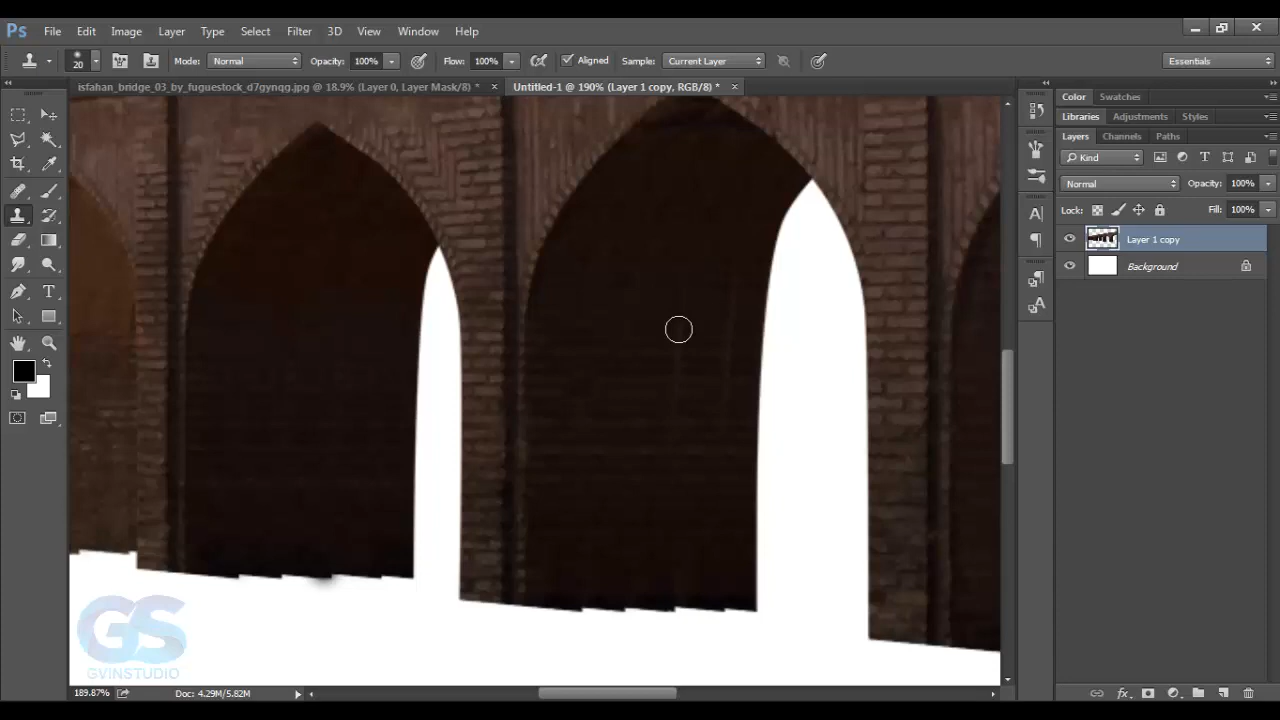 Ps File Edit Image Layer Type Select Filter 3D View Window Help
20 Mode: Normal Opacity: 100% Flow: 100% Aligned Sample: Current Layer Essentials
isfahan_bridge_03_by_fuguestock_d7gynqg.jpg @ 18.9% (Layer 0, Layer Mask/8) * × Untitled-1 @ 190% (Layer 1 copy, RGB/8) * ×
Color Swatches
Libraries Adjustments Styles
Layers Channels Paths
Kind
Normal Opacity: 100%
Lock: Fill: 100%
Layer 1 copy
Background
GS
GVINSTUDIO
189.87% Doc: 4.29M/5.82M